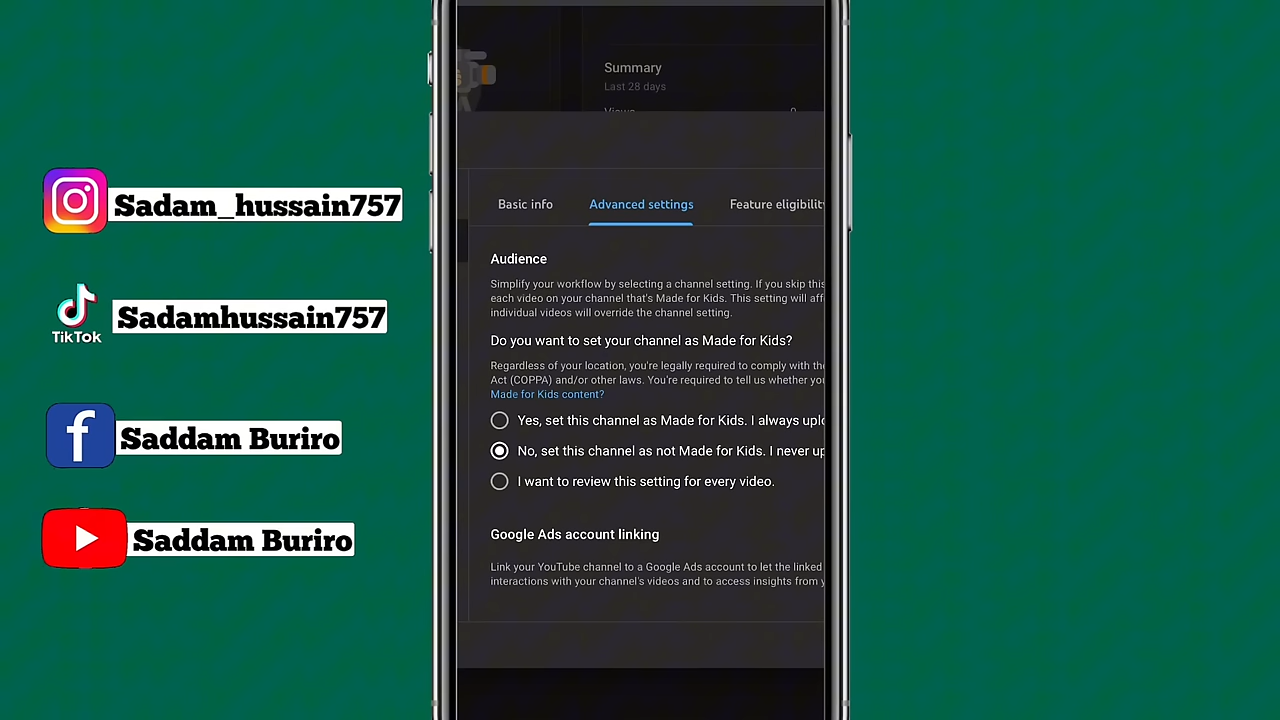 Sadam_hussain757
TikTok
Sadamhussain757
Saddam Buriro
Saddam Buriro
Summary
Last 28 days
Views
Basic info
Advanced settings
Feature eligibility
Audience
Simplify your workflow by selecting a channel setting. If you skip this
each video on your channel that's Made for Kids. This setting will aff
individual videos will override the channel setting.
Do you want to set your channel as Made for Kids?
Regardless of your location, you're legally required to comply with the
Act (COPPA) and/or other laws. You're required to tell us whether you
Made for Kids content?
Yes, set this channel as Made for Kids. I always uplo
No, set this channel as not Made for Kids. I never up
I want to review this setting for every video.
Google Ads account linking
Link your YouTube channel to a Google Ads account to let the linked
interactions with your channel's videos and to access insights from y